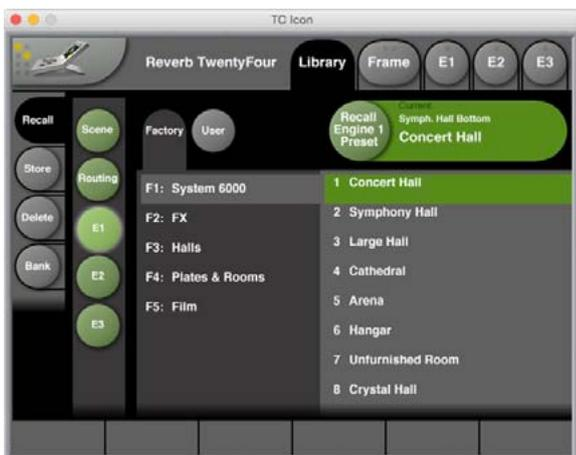 TC Icon
Reverb TwentyFour
Library
Frame
E1
E2
E3
Recall
Store
Delete
Bank
Scene
Routing
E1
E2
E3
Factory
User
Recall
Engine 1
Preset
Current
Symph. Hall Bottom
Concert Hall
F1: System 6000
F2: FX
F3: Halls
F4: Plates & Rooms
F5: Film
1 Concert Hall
2 Symphony Hall
3 Large Hall
4 Cathedral
5 Arena
6 Hangar
7 Unfurnished Room
8 Crystal Hall